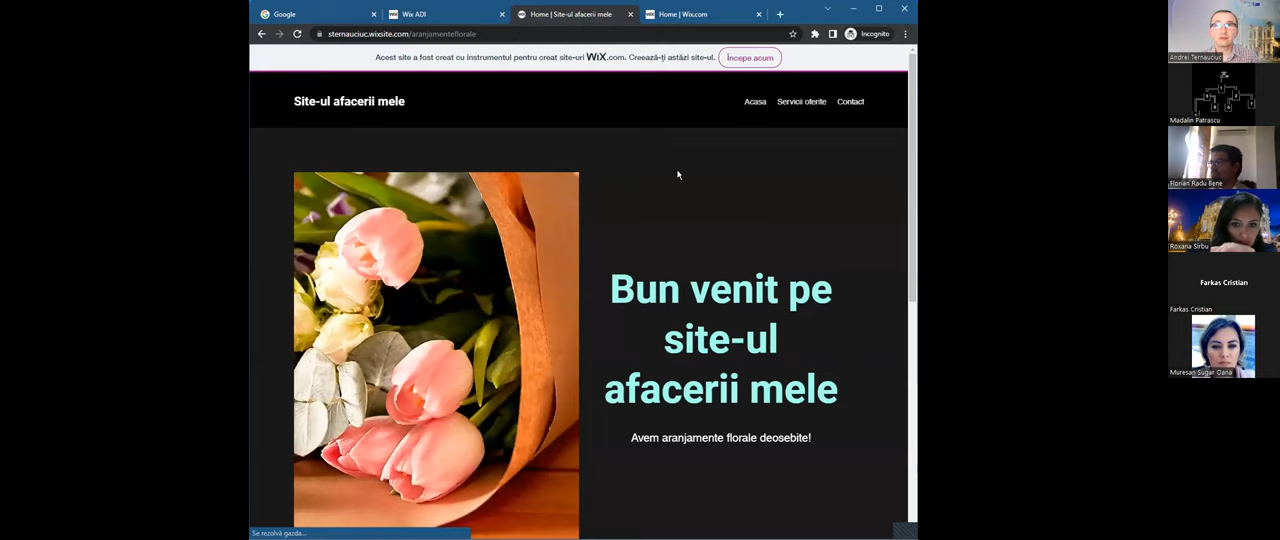 Google
Wix ADI
Home | Site-ul afacerii mele
Home | Wix.com
sternauciuc.wixsite.com/aranjamenteflorale
Incognito
Acest site a fost creat cu instrumentul pentru creat site-uri WiX.com. Creează-ți astăzi site-ul.
Începe acum
Site-ul afacerii mele
Acasa
Servicii oferite
Contact
Bun venit pe
site-ul
afacerii mele
Avem aranjamente florale deosebite!
Se rezolvă gazda...
Andrei Ternauciuc
Madalin Patrascu
Florian Radu Bene
Roxana Sîrbu
Farkas Cristian
Farkas Cristian
Muresan Sugar Oana